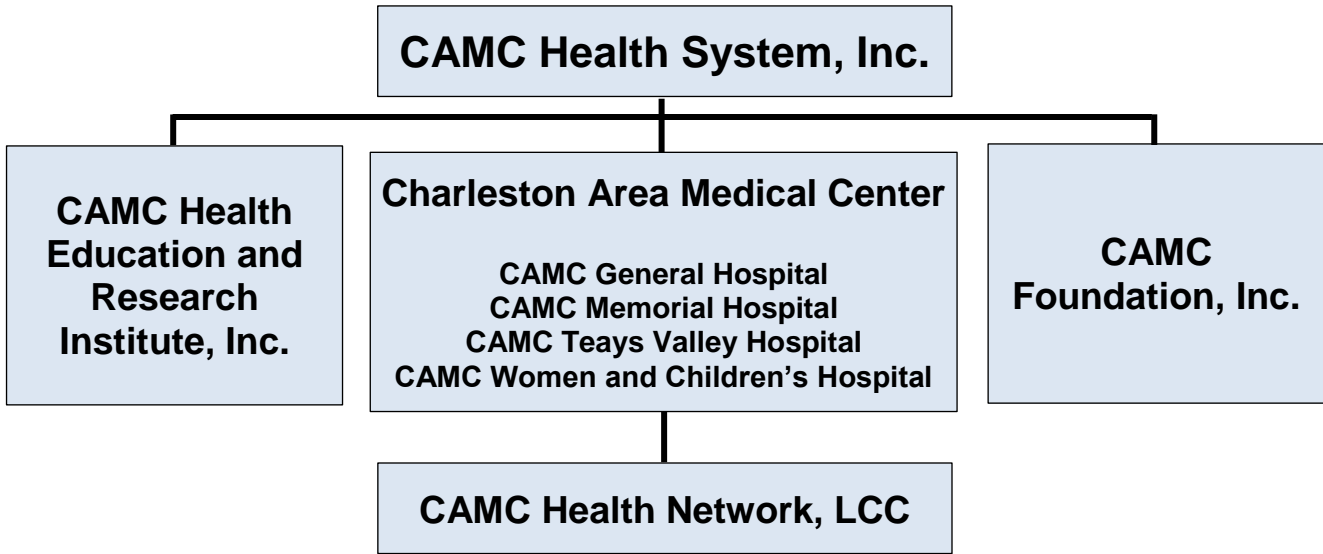 CAMC Health System, Inc.
CAMC Health
Education and
Research
Institute, Inc.
Charleston Area Medical Center
CAMC General Hospital
CAMC Memorial Hospital
CAMC Teays Valley Hospital
CAMC Women and Children’s Hospital
CAMC
Foundation, Inc.
CAMC Health Network, LCC